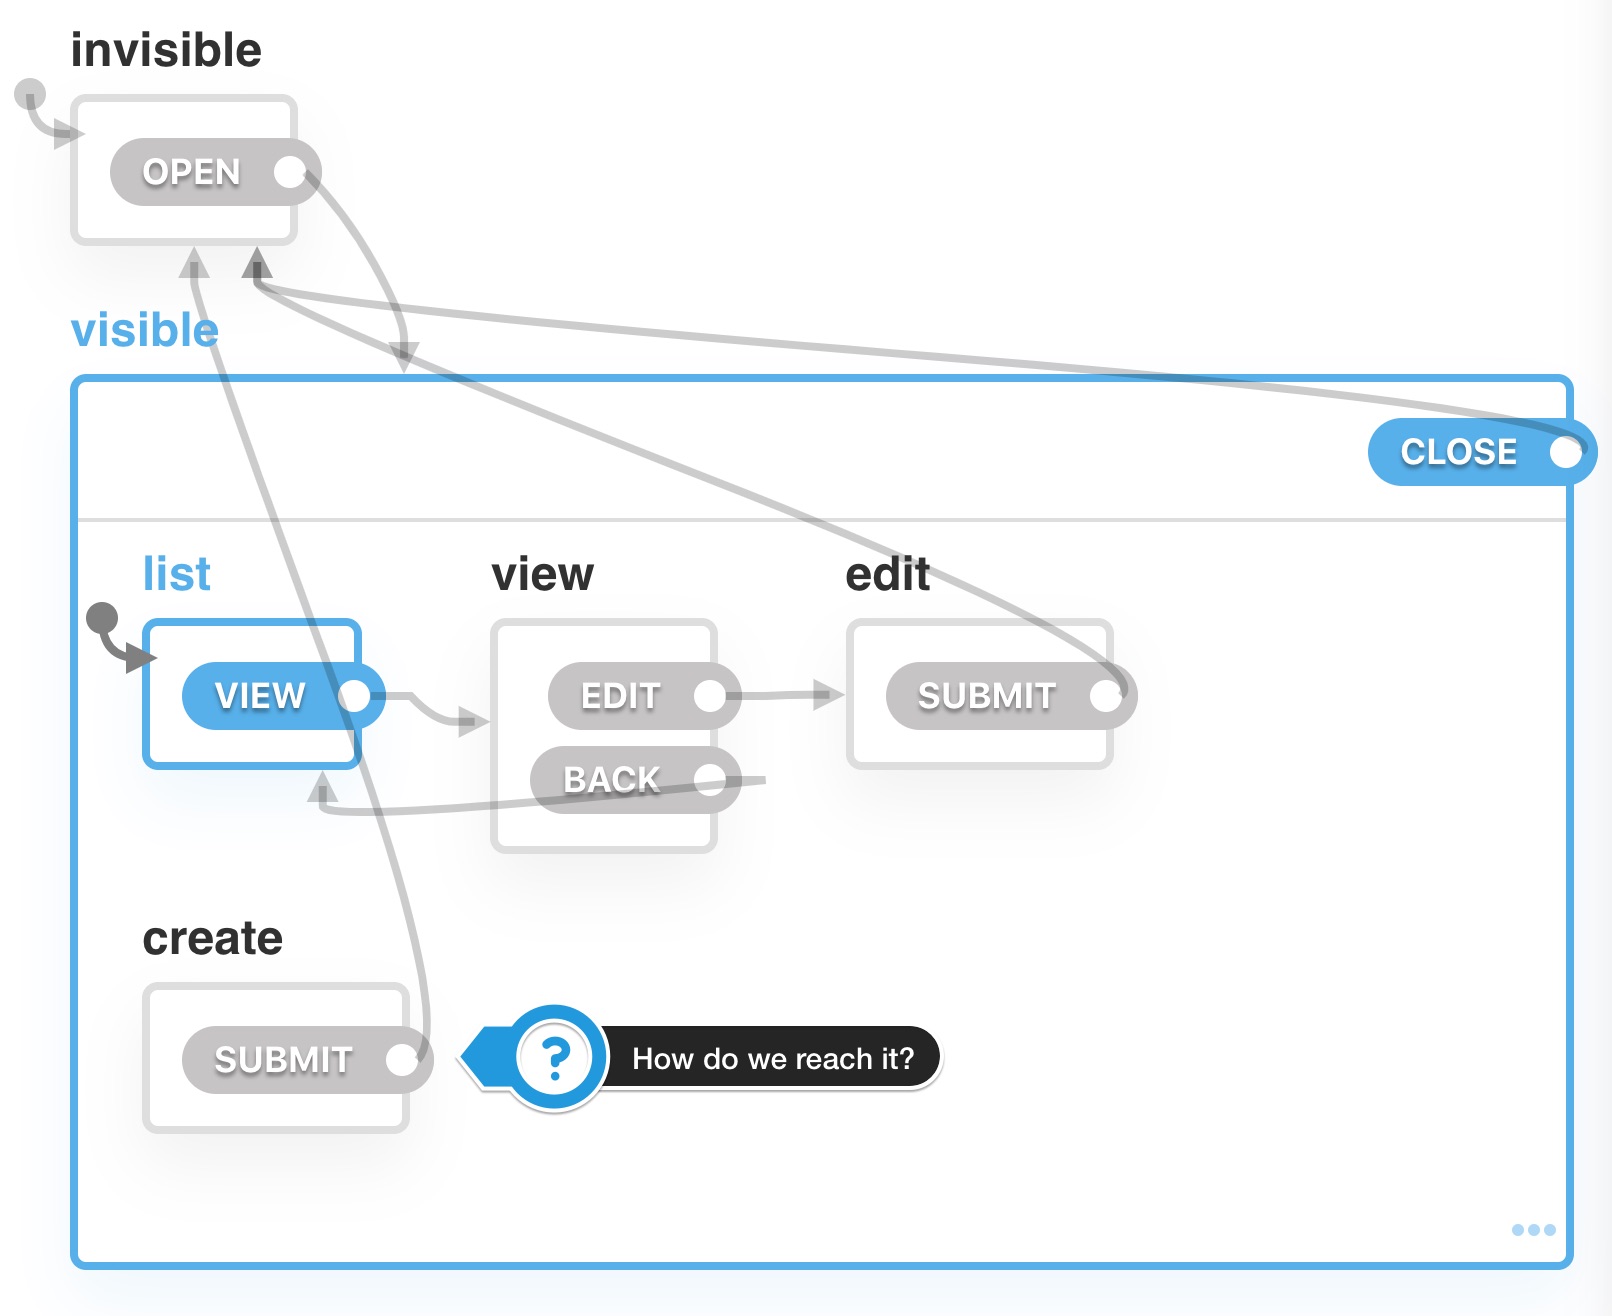 invisible
OPEN
visible
CLOSE
list
view
edit
VIEW
EDIT
SUBMIT
BACK
create
SUBMIT
? How do we reach it?